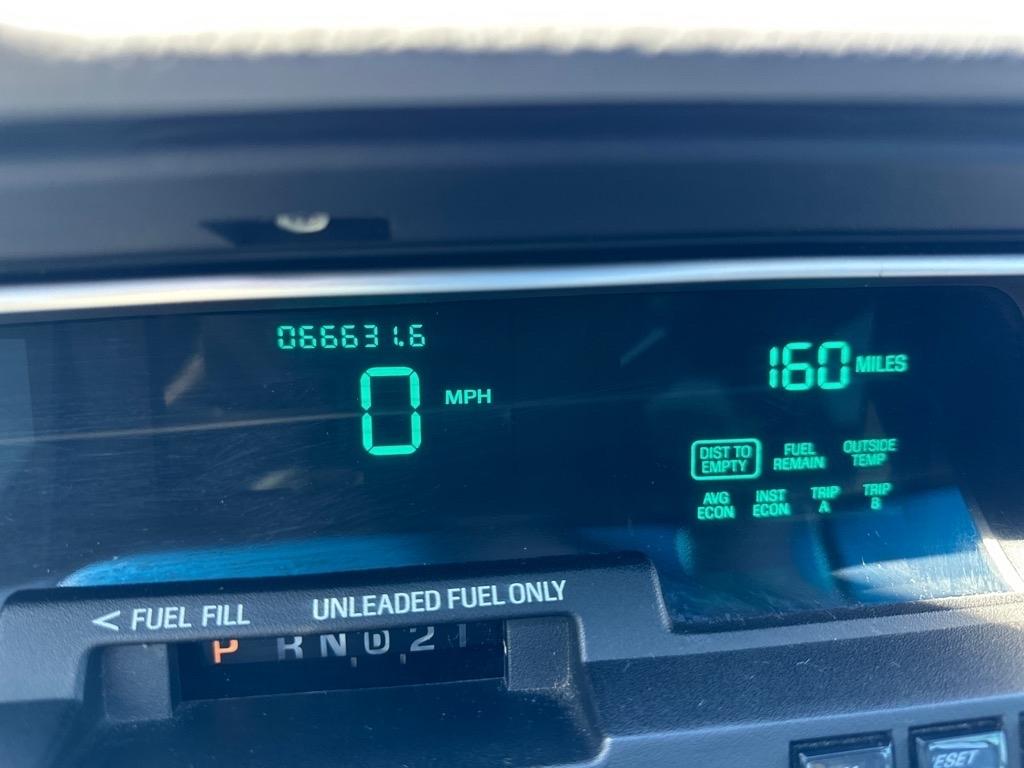 066631.6
0 MPH
160 MILES
DIST TO
EMPTY
FUEL
REMAIN
OUTSIDE
TEMP
AVG
ECON
INST
ECON
TRIP
A
TRIP
B
< FUEL FILL
UNLEADED FUEL ONLY
P R N D 2 1